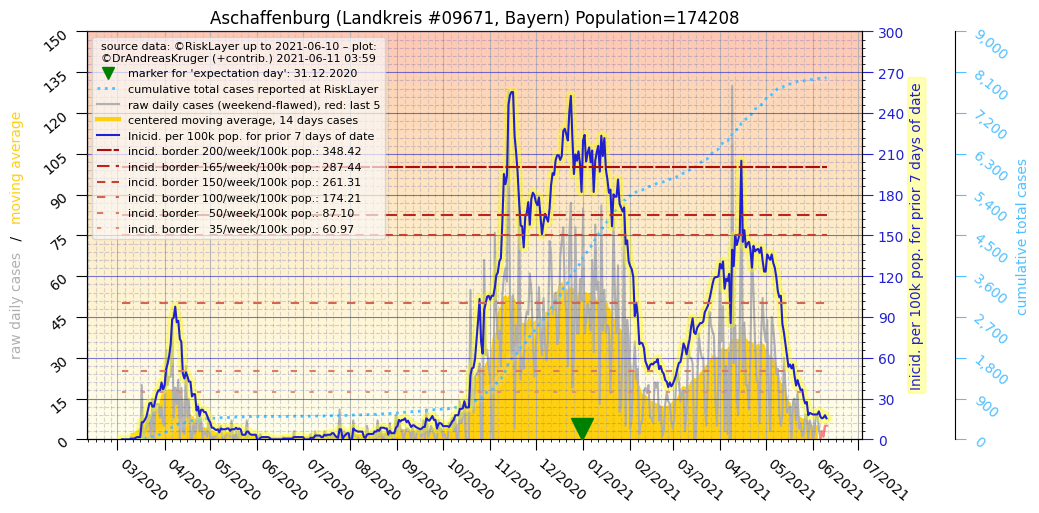 Aschaffenburg (Landkreis #09671, Bayern) Population=174208
source data: ©RiskLayer up to 2021-06-10 – plot:
©DrAndreasKruger (+contrib.) 2021-06-11 03:59
marker for 'expectation day': 31.12.2020
cumulative total cases reported at RiskLayer
raw daily cases (weekend-flawed), red: last 5
centered moving average, 14 days cases
Inicid. per 100k pop. for prior 7 days of date
incid. border 200/week/100k pop.: 348.42
incid. border 165/week/100k pop.: 287.44
incid. border 150/week/100k pop.: 261.31
incid. border 100/week/100k pop.: 174.21
incid. border   50/week/100k pop.: 87.10
incid. border   35/week/100k pop.: 60.97
raw daily cases / moving average
150
135
120
105
90
75
60
45
30
15
0
03/2020
04/2020
05/2020
06/2020
07/2020
08/2020
09/2020
10/2020
11/2020
12/2020
01/2021
02/2021
03/2021
04/2021
05/2021
06/2021
07/2021
300
270
240
210
180
150
120
90
60
30
0
Inicid. per 100k pop. for prior 7 days of date
9,000
8,100
7,200
6,300
5,400
4,500
3,600
2,700
1,800
900
0
cumulative total cases